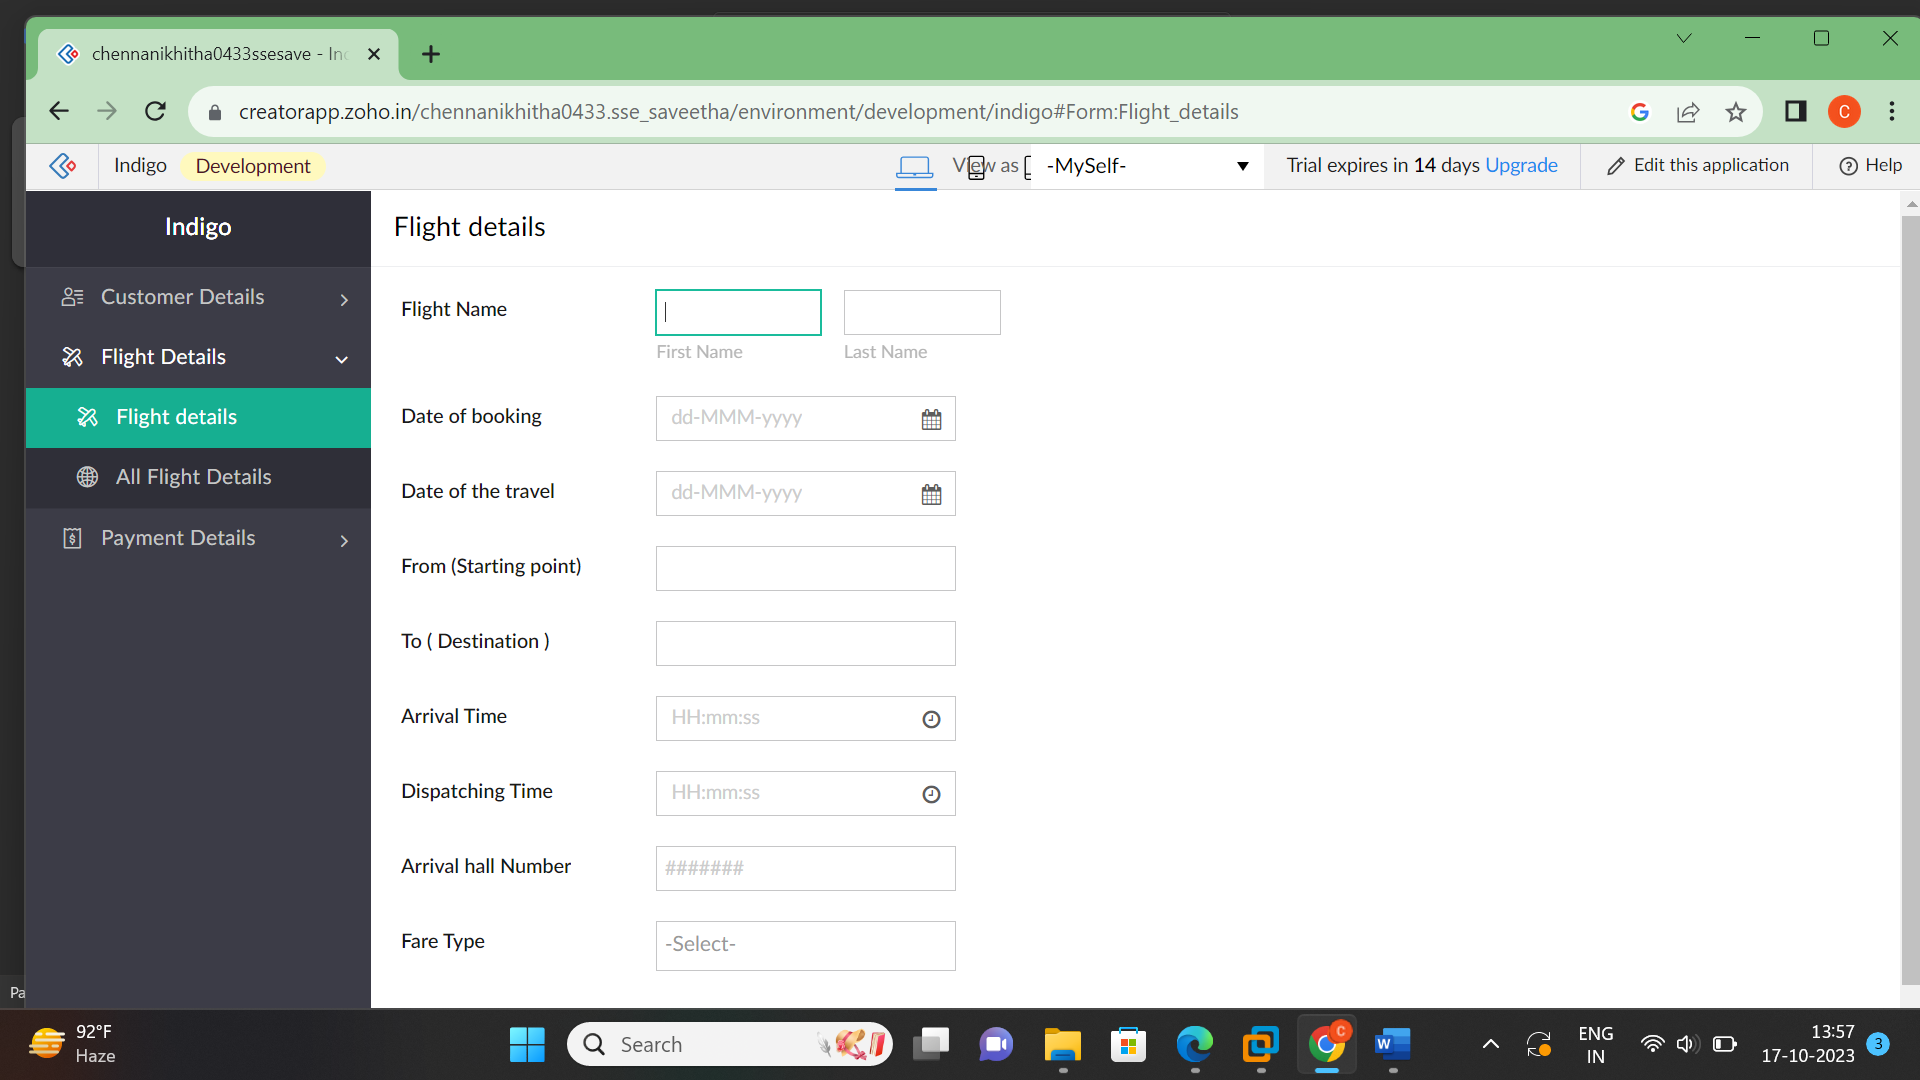 chennanikhitha0433ssesave - Inc
creatorapp.zoho.in/chennanikhitha0433.sse_saveetha/environment/development/indigo#Form:Flight_details
C
Indigo Development View as -MySelf- Trial expires in 14 days Upgrade Edit this application Help
Indigo
Customer Details
Flight Details
Flight details
All Flight Details
Payment Details
Flight details
Flight Name
First Name Last Name
Date of booking dd-MMM-yyyy
Date of the travel dd-MMM-yyyy
From (Starting point)
To ( Destination )
Arrival Time HH:mm:ss
Dispatching Time HH:mm:ss
Arrival hall Number #######
Fare Type -Select-
Pa
92°F
Haze
Search
C
W
ENG
IN
13:57
17-10-2023
3